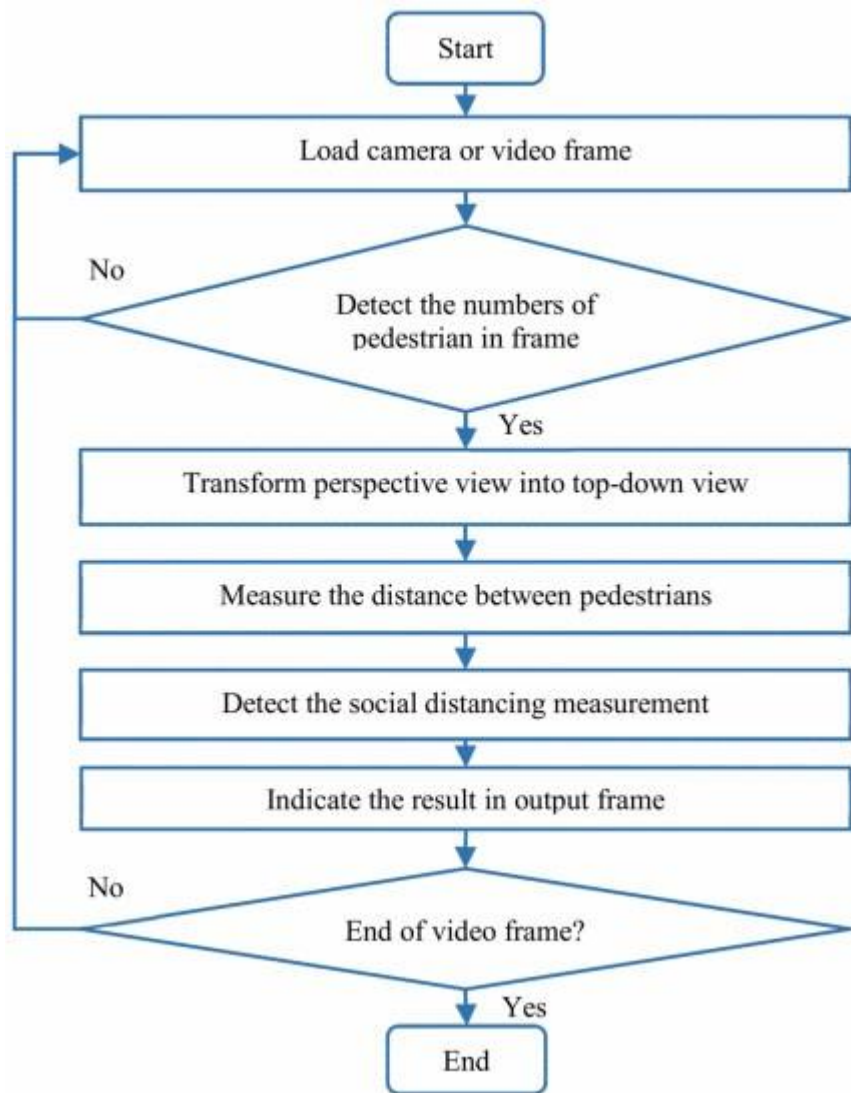 Start
Load camera or video frame
No
Detect the numbers of
pedestrian in frame
Yes
Transform perspective view into top-down view
Measure the distance between pedestrians
Detect the social distancing measurement
Indicate the result in output frame
No
End of video frame?
Yes
End